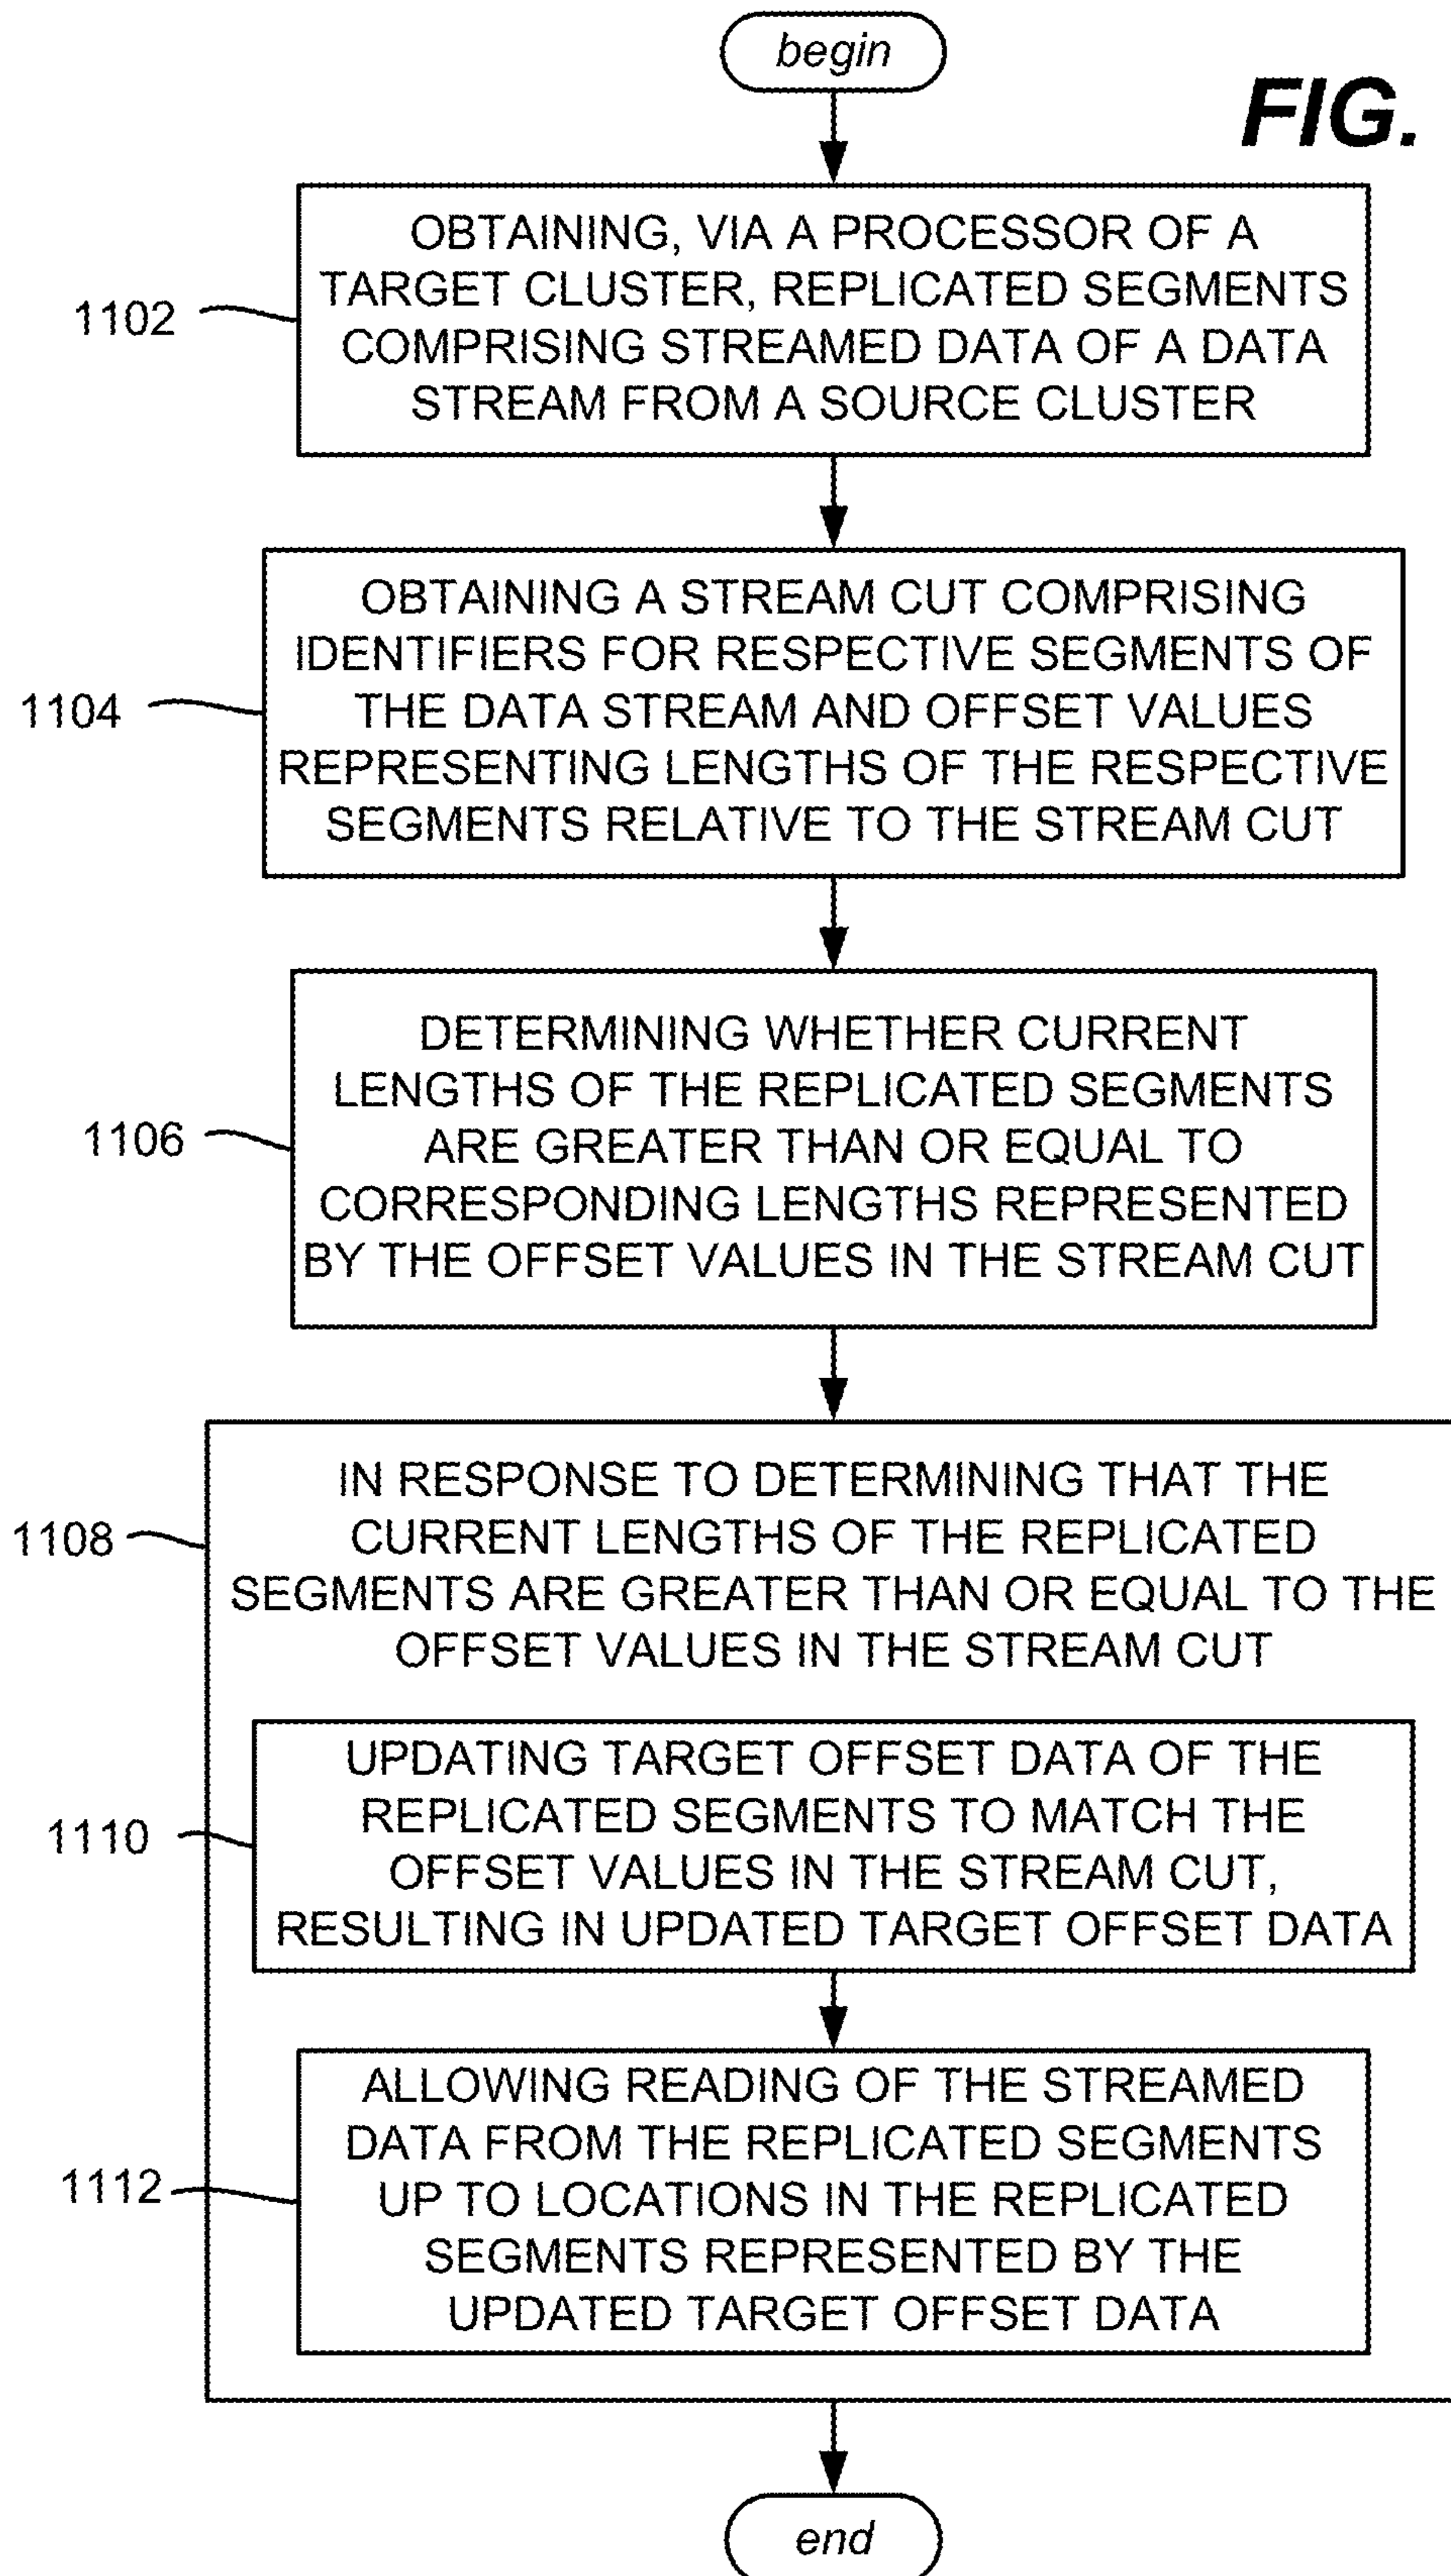 begin
FIG.
OBTAINING, VIA A PROCESSOR OF A
TARGET CLUSTER, REPLICATED SEGMENTS
COMPRISING STREAMED DATA OF A DATA
STREAM FROM A SOURCE CLUSTER
1102
OBTAINING A STREAM CUT COMPRISING
IDENTIFIERS FOR RESPECTIVE SEGMENTS OF
THE DATA STREAM AND OFFSET VALUES
REPRESENTING LENGTHS OF THE RESPECTIVE
SEGMENTS RELATIVE TO THE STREAM CUT
1104
DETERMINING WHETHER CURRENT
LENGTHS OF THE REPLICATED SEGMENTS
ARE GREATER THAN OR EQUAL TO
CORRESPONDING LENGTHS REPRESENTED
BY THE OFFSET VALUES IN THE STREAM CUT
1106
IN RESPONSE TO DETERMINING THAT THE
CURRENT LENGTHS OF THE REPLICATED
SEGMENTS ARE GREATER THAN OR EQUAL TO THE
OFFSET VALUES IN THE STREAM CUT
1108
UPDATING TARGET OFFSET DATA OF THE
REPLICATED SEGMENTS TO MATCH THE
OFFSET VALUES IN THE STREAM CUT,
RESULTING IN UPDATED TARGET OFFSET DATA
1110
ALLOWING READING OF THE STREAMED
DATA FROM THE REPLICATED SEGMENTS
UP TO LOCATIONS IN THE REPLICATED
SEGMENTS REPRESENTED BY THE
UPDATED TARGET OFFSET DATA
1112
end